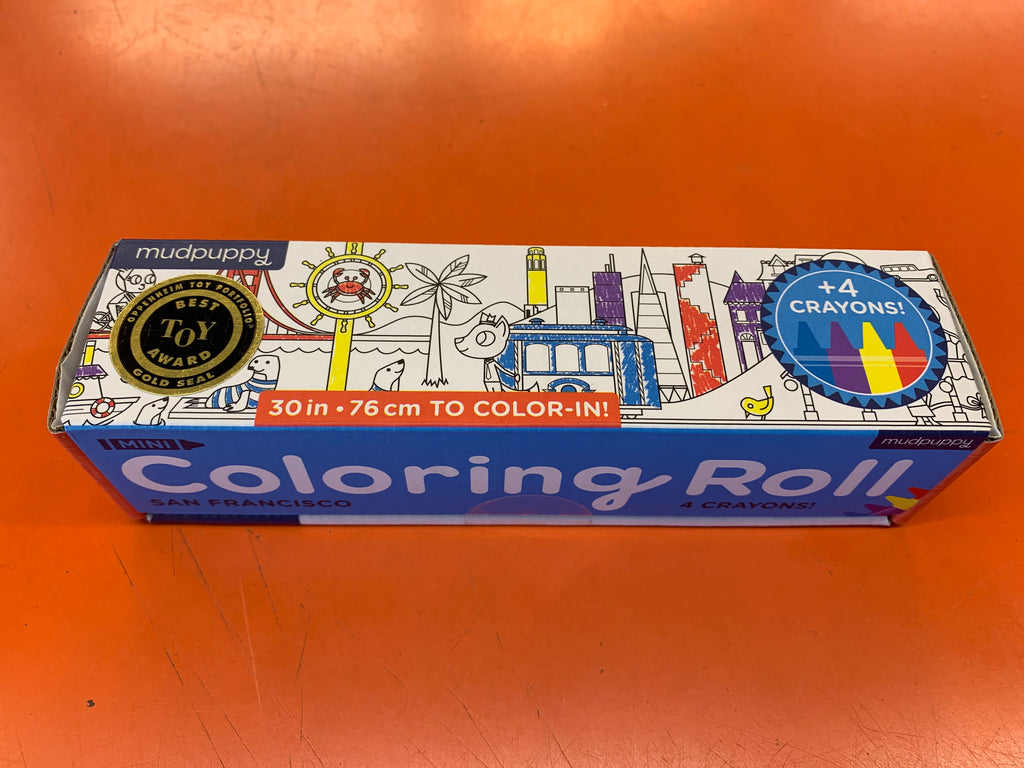 mudpuppy
OPPENHEIM TOY PORTFOLIO
BEST
TOY
AWARD
GOLD SEAL
+4
CRAYONS!
30 in • 76 cm TO COLOR-IN!
MINI
mudpuppy
Coloring Roll
SAN FRANCISCO
4 CRAYONS!